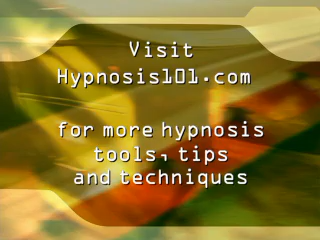 Visit
Hypnosis101.com
for more hypnosis
tools, tips
and techniques